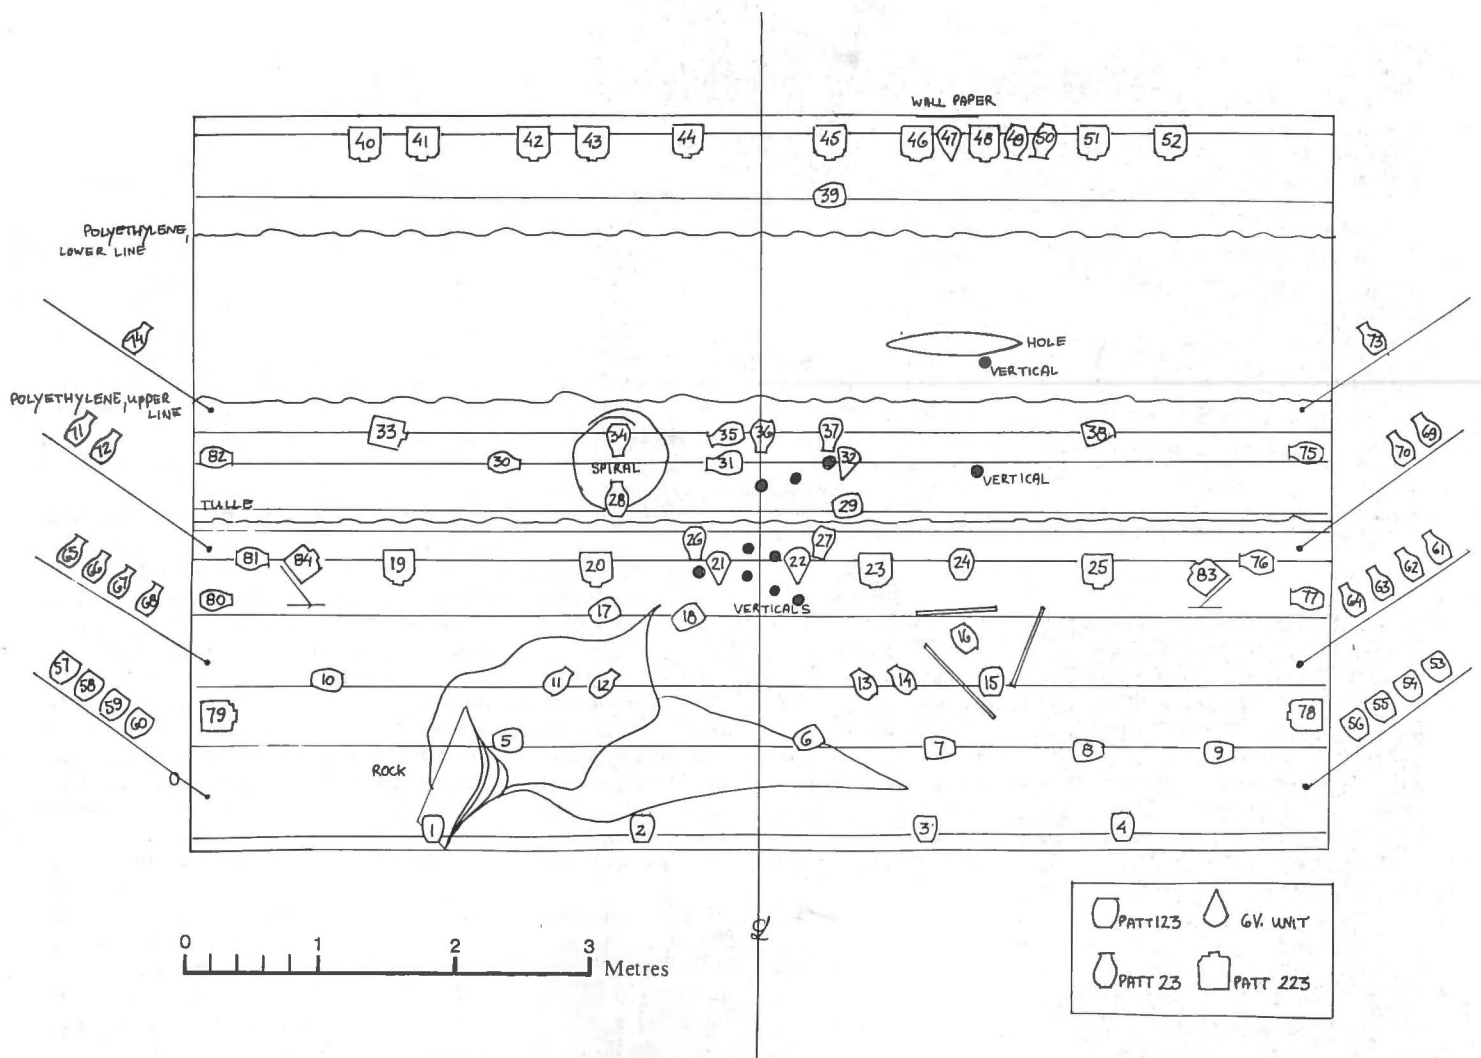 WALL PAPER
40 41 42 43 44 45 46 47 48 49 50 51 52
39
POLYETHYLENE,
LOWER LINE
74 73
HOLE
VERTICAL
POLYETHYLENE, UPPER
LINE
71 72 33 34 35 36 37 38 70 69
82 30 SPIRAL 31 32 75
VERTICAL
28 29
TULLE
26 27
65 66 67 68 81 84 19 20 21 22 23 24 25 83 76 64 63 62 61
80 77
VERTICALS
17 18 16
57 58 59 60 10 11 12 13 14 15 56 55 54 53
79 78
5 6 7 8 9
ROCK
0
1 2 3 4
PATT 123 6V. UNIT
PATT 23 PATT 223
0 1 2 3
Metres